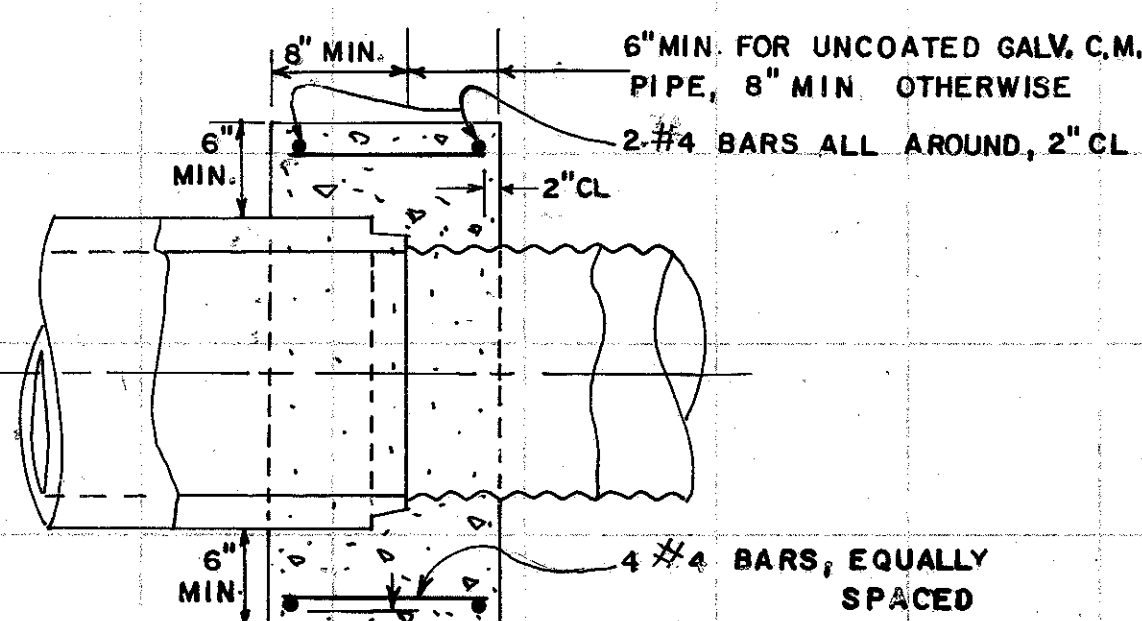 8" MIN.
6" MIN. FOR UNCOATED GALV. C.M.
PIPE, 8" MIN OTHERWISE
6"
MIN.
2-#4 BARS ALL AROUND, 2" CL
2" CL
6"
MIN.
4 #4 BARS, EQUALLY
SPACED